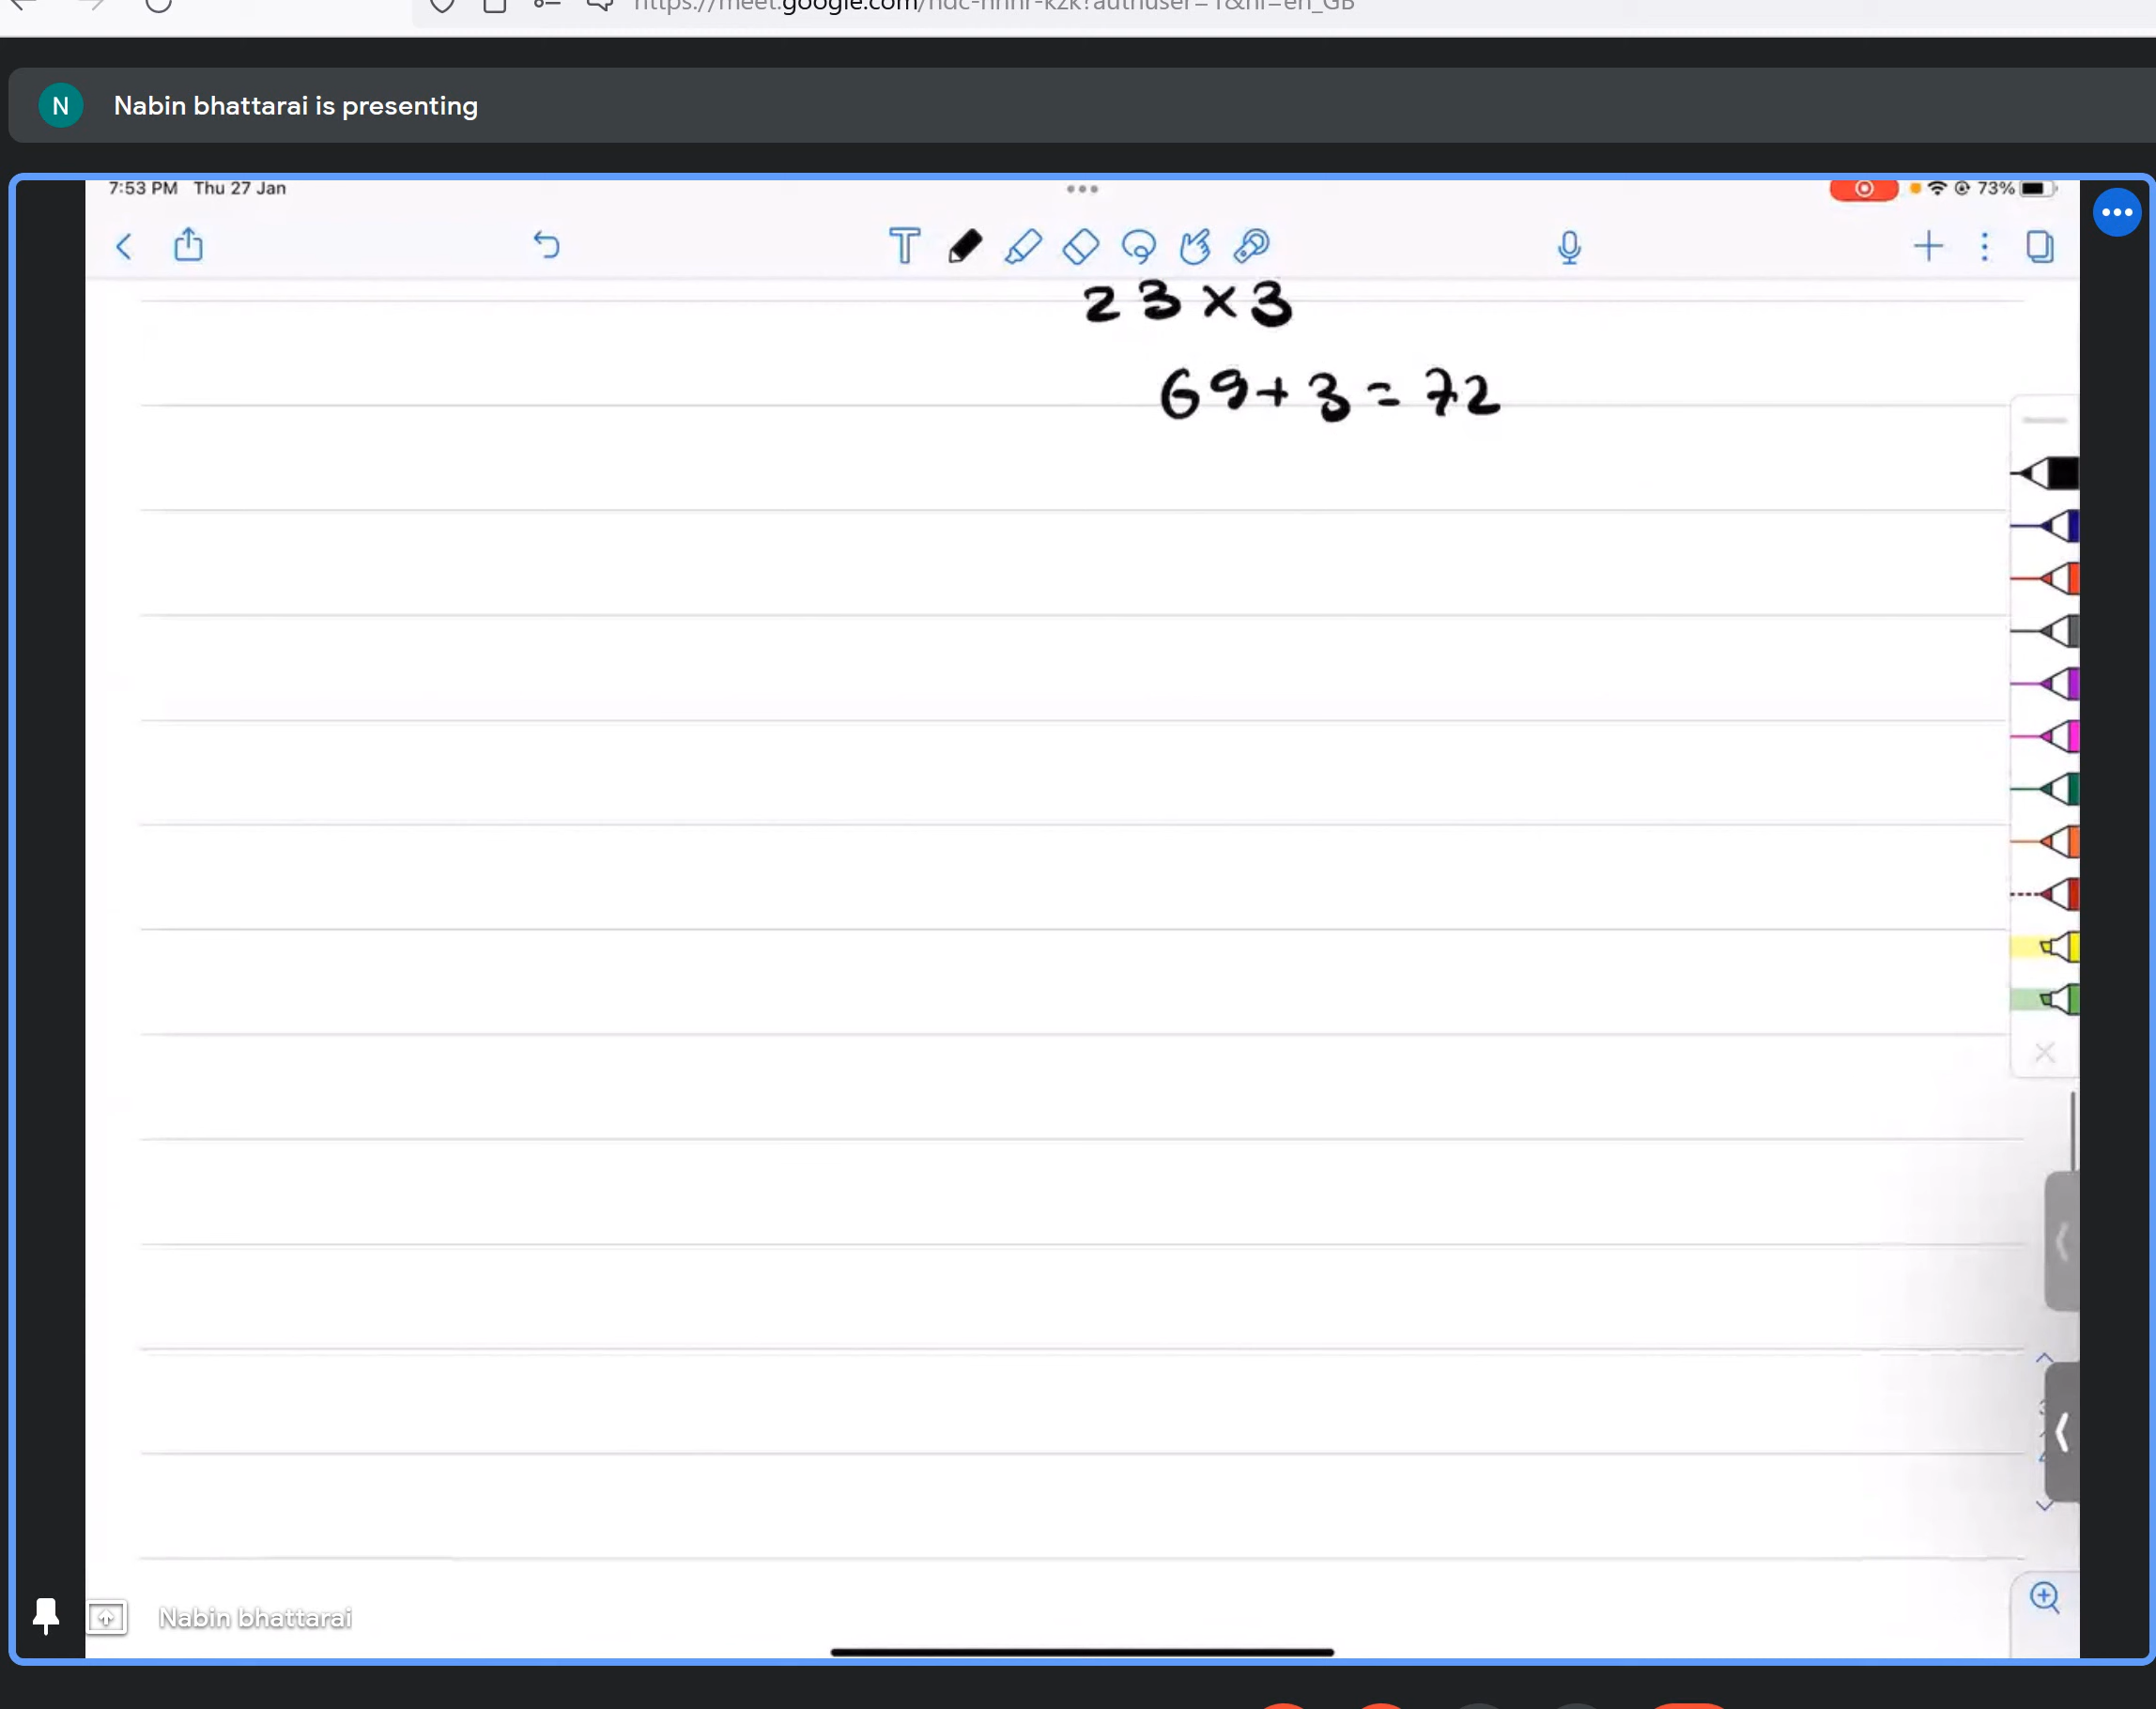 Nabin bhattarai is presenting
N
7:53 PM Thu 27 Jan
73%
23×3
69+3=72
Nabin bhattarai